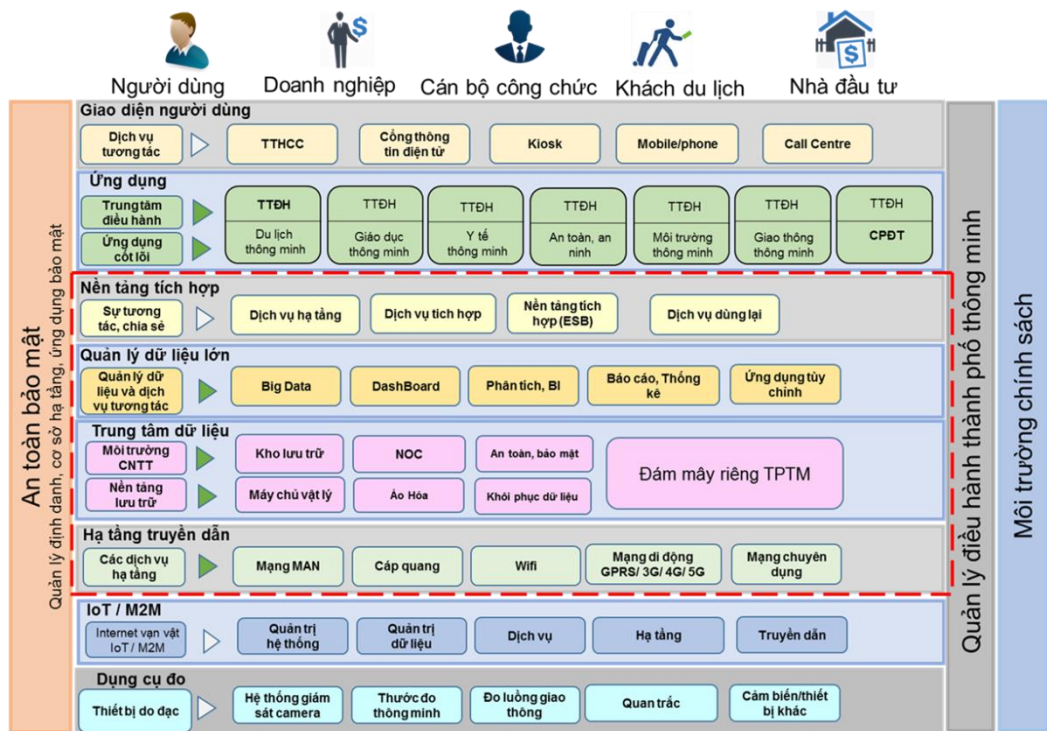 Người dùng
Doanh nghiệp
Cán bộ công chức
Khách du lịch
Nhà đầu tư
An toàn bảo mật
Quản lý định danh, cơ sở hạ tầng, ứng dụng bảo mật
Giao diện người dùng
Dịch vụ
tương tác
TTHCC
Cổng thông
tin điện tử
Kiosk
Mobile/phone
Call Centre
Ứng dụng
Trung tâm
điều hành
Ứng dụng
cốt lõi
TTĐH
Du lịch
thông minh
TTĐH
Giáo dục
thông minh
TTĐH
Y tế
thông minh
TTĐH
An toàn, an
ninh
TTĐH
Môi trường
thông minh
TTĐH
Giao thông
thông minh
TTĐH
CPĐT
Nền tảng tích hợp
Sự tương
tác, chia sẻ
Dịch vụ hạ tầng
Dịch vụ tích hợp
Nền tảng tích
hợp (ESB)
Dịch vụ dùng lại
Quản lý dữ liệu lớn
Quản lý dữ
liệu và dịch
vụ tương tác
Big Data
DashBoard
Phân tích, BI
Báo cáo, Thống
kê
Ứng dụng tùy
chỉnh
Trung tâm dữ liệu
Môi trường
CNTT
Nền tảng
lưu trữ
Kho lưu trữ
NOC
An toàn, bảo mật
Máy chủ vật lý
Ảo Hóa
Khôi phục dữ liệu
Đám mây riêng TPTM
Hạ tầng truyền dẫn
Các dịch vụ
hạ tầng
Mạng MAN
Cáp quang
Wifi
Mạng di động
GPRS/ 3G/ 4G/ 5G
Mạng chuyên
dụng
IoT / M2M
Internet vạn vật
IoT / M2M
Quản trị
hệ thống
Quản trị
dữ liệu
Dịch vụ
Hạ tầng
Truyền dẫn
Dụng cụ đo
Thiết bị do đạc
Hệ thống giám
sát camera
Thước đo
thông minh
Đo luồng giao
thông
Quan trắc
Cảm biến/thiết
bị khác
Quản lý điều hành thành phố thông minh
Môi trường chính sách